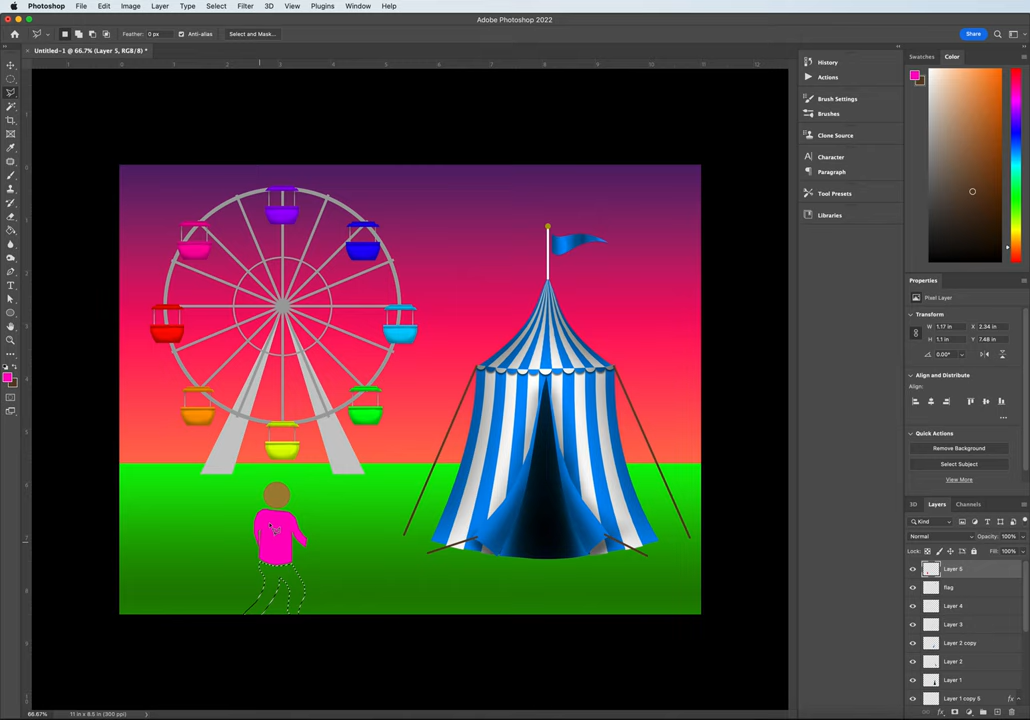 Photoshop File Edit Image Layer Type Select Filter 3D View Plugins Window Help
Adobe Photoshop 2022
Feather: 0 px Anti-alias Select and Mask... Share
Untitled-1 @ 66.7% (Layer 5, RGB/8) *
History
Actions
Brush Settings
Brushes
Clone Source
Character
Paragraph
Tool Presets
Libraries
Swatches Color
Properties
Pixel Layer
Transform
W: 1.17 in X: 2.34 in
H: 1.1 in Y: 7.48 in
0.00°
Align and Distribute
Align:
Quick Actions
Remove Background
Select Subject
View More
3D Layers Channels
Kind
Normal Opacity: 100%
Lock: Fill: 100%
Layer 5
flag
Layer 4
Layer 3
Layer 2 copy
Layer 2
Layer 1
Layer 1 copy 5 fx
66.67% 11 in x 8.5 in (300 ppi)